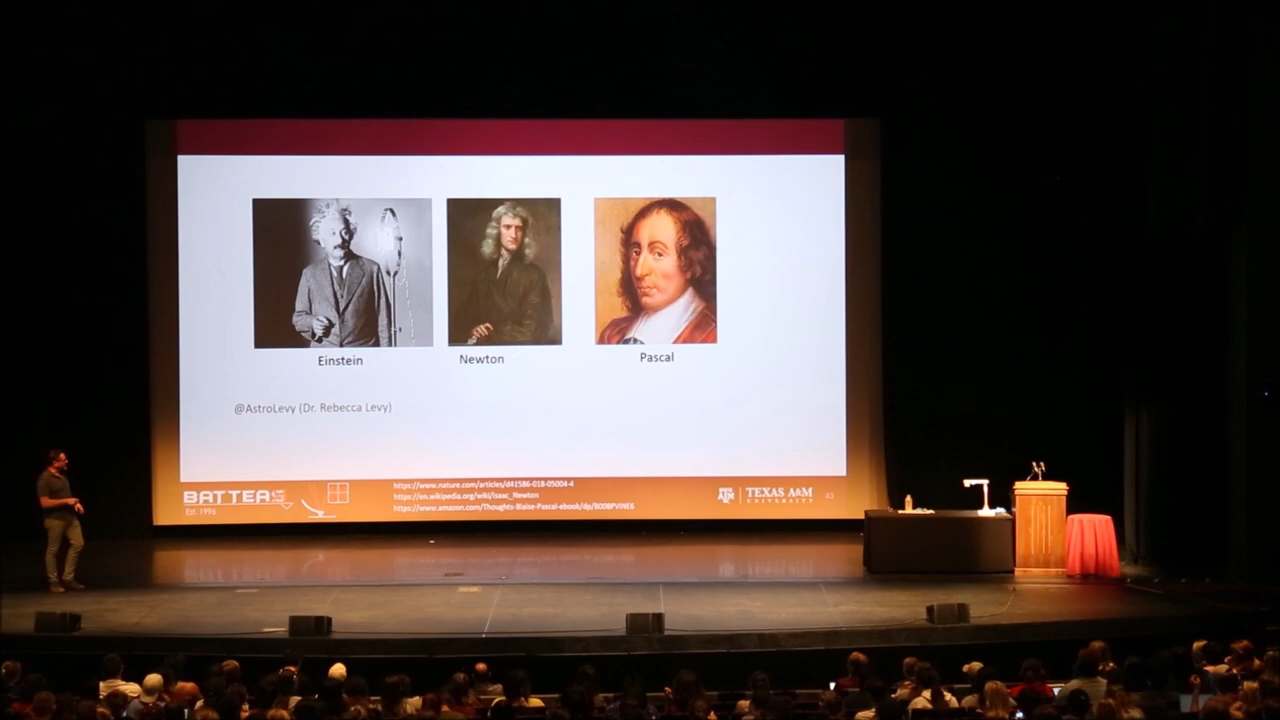 Einstein
Newton
Pascal
@AstroLevy (Dr. Rebecca Levy)
BATTEAS
Est. 1996
https://www.nature.com/articles/d41586-018-05004-4
https://en.wikipedia.org/wiki/Isaac_Newton
https://www.amazon.com/Thoughts-Blaise-Pascal-ebook/dp/B00BPVINE6
TEXAS A&M
UNIVERSITY
43